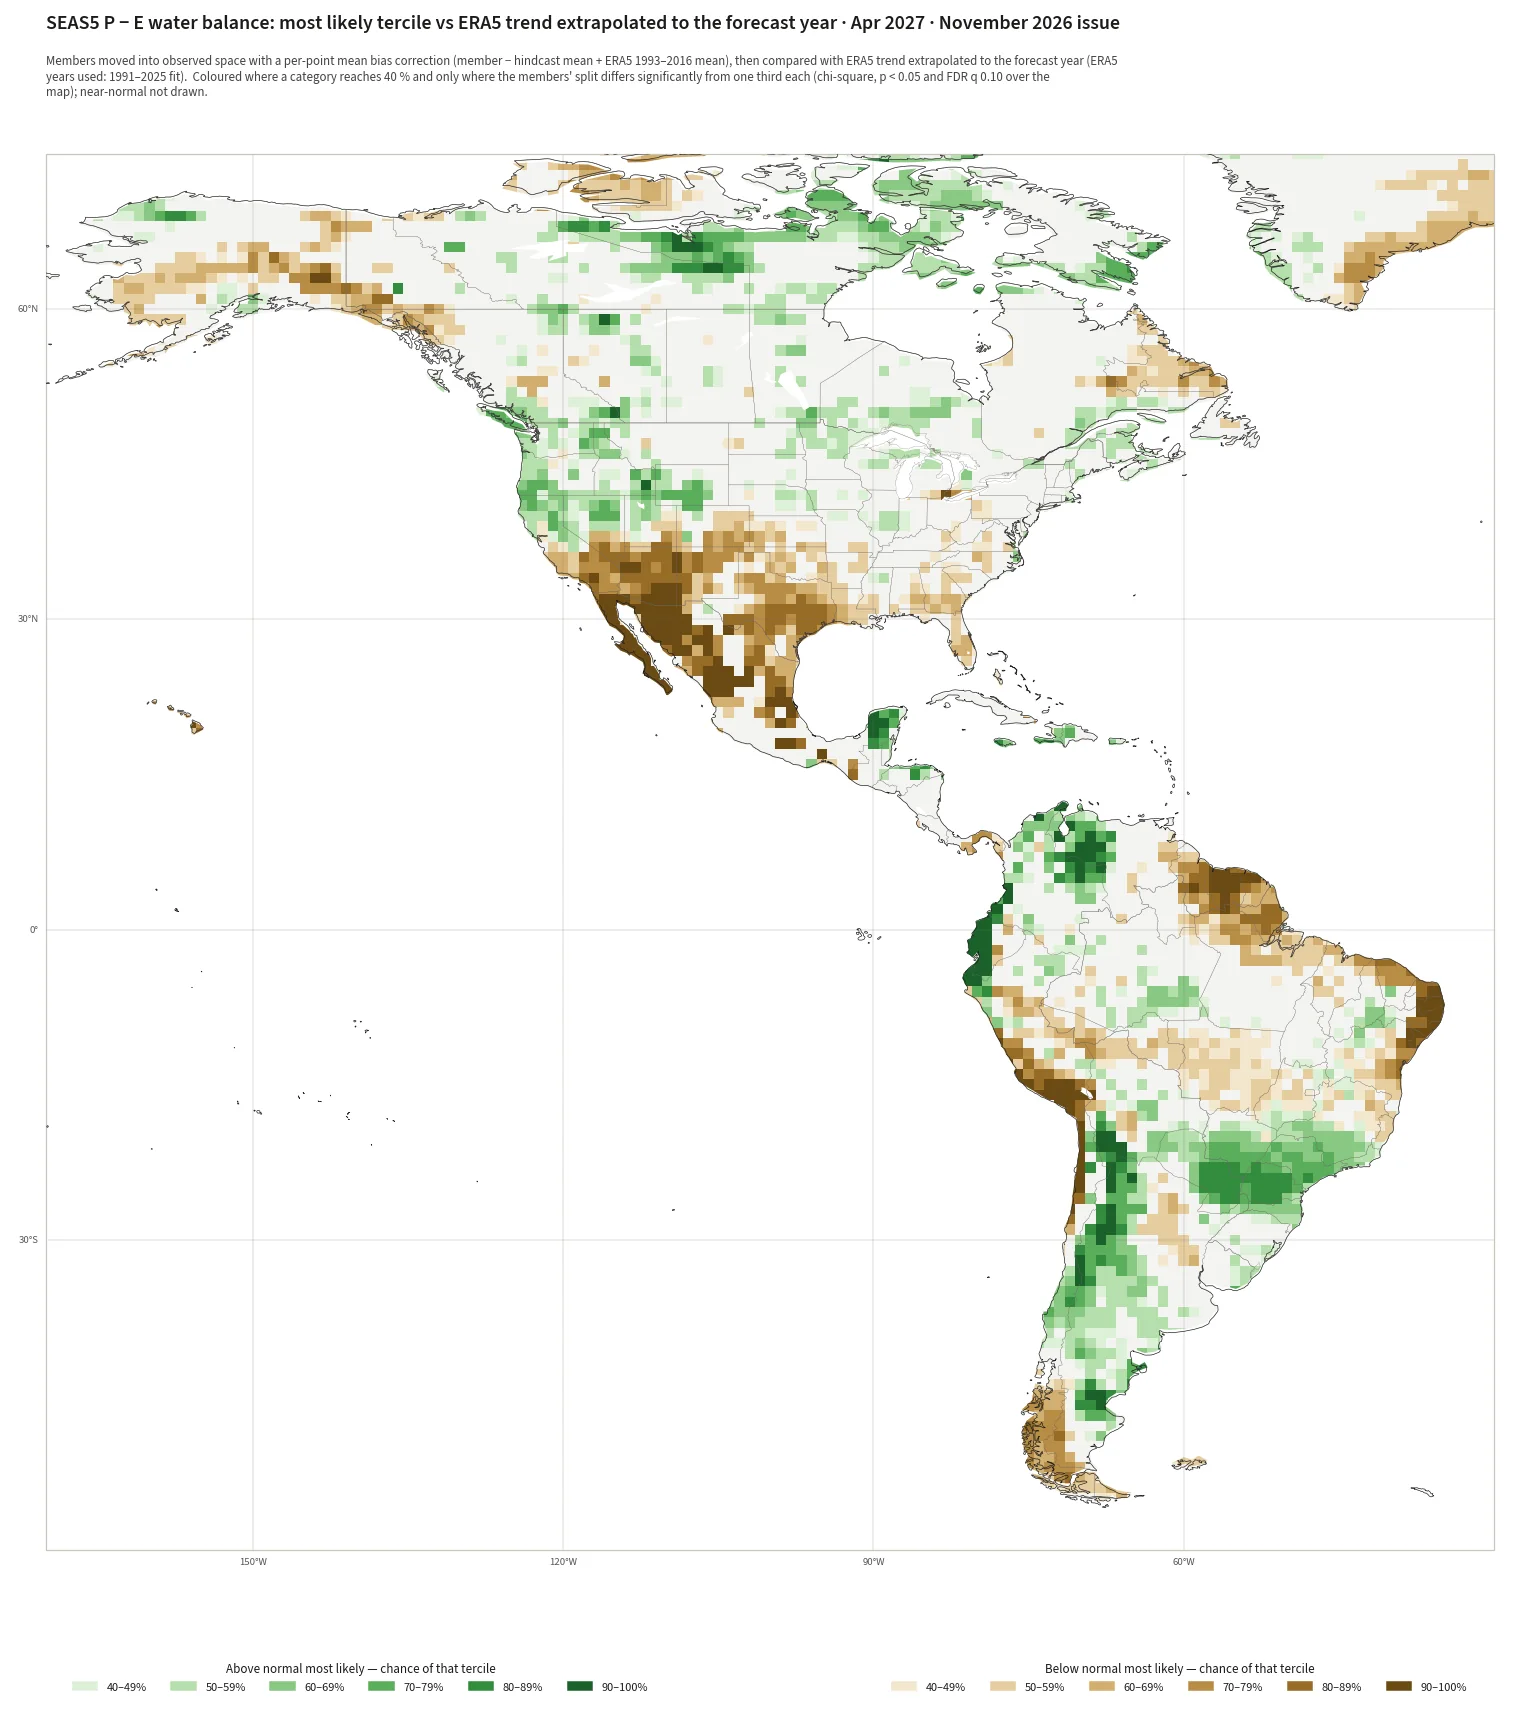 SEAS5 P − E water balance: most likely tercile vs ERA5 trend extrapolated to the forecast year · Apr 2027 · November 2026 issue
Members moved into observed space with a per-point mean bias correction (member − hindcast mean + ERA5 1993–2016 mean), then compared with ERA5 trend extrapolated to the forecast year (ERA5
years used: 1991–2025 fit). Coloured where a category reaches 40 % and only where the members' split differs significantly from one third each (chi-square, p < 0.05 and FDR q 0.10 over the
map); near-normal not drawn.
60°N
30°N
0°
30°S
150°W 120°W 90°W 60°W
Above normal most likely — chance of that tercile
40–49% 50–59% 60–69% 70–79% 80–89% 90–100%
Below normal most likely — chance of that tercile
40–49% 50–59% 60–69% 70–79% 80–89% 90–100%